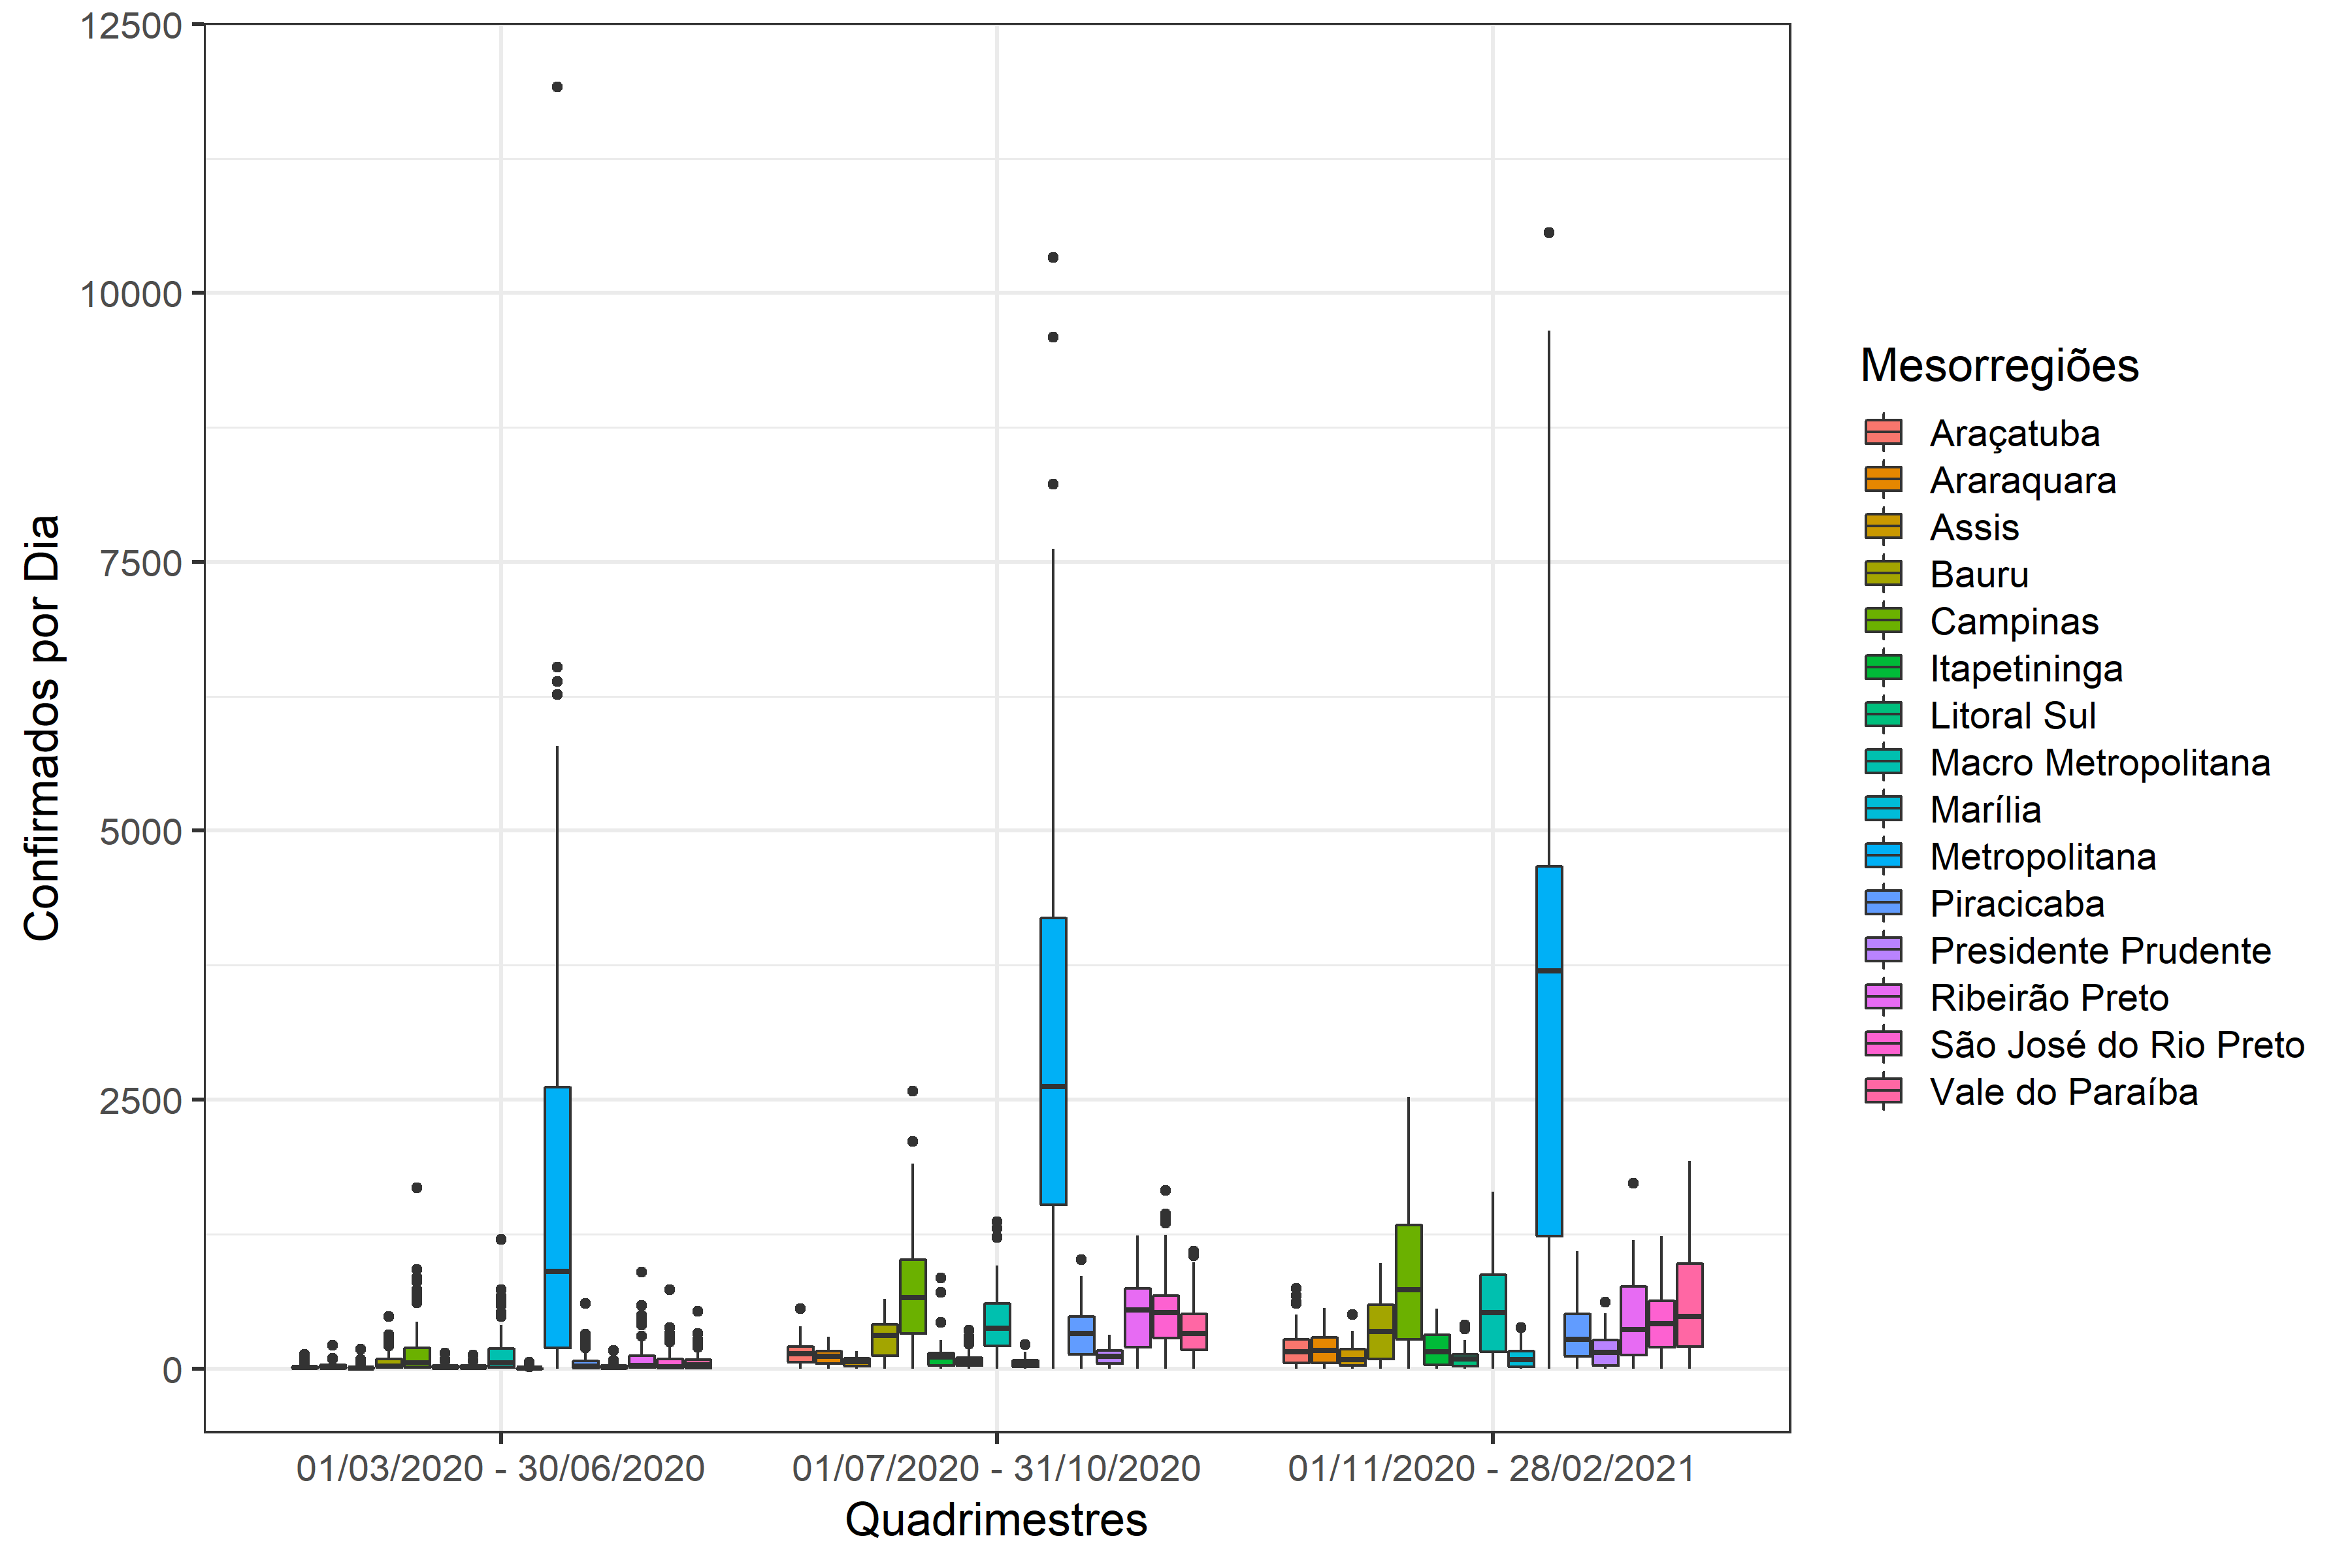 12500
10000
7500
5000
2500
0
Confirmados por Dia
01/03/2020 - 30/06/2020
01/07/2020 - 31/10/2020
01/11/2020 - 28/02/2021
Quadrimestres
Mesorregiões
Araçatuba
Araraquara
Assis
Bauru
Campinas
Itapetininga
Litoral Sul
Macro Metropolitana
Marília
Metropolitana
Piracicaba
Presidente Prudente
Ribeirão Preto
São José do Rio Preto
Vale do Paraíba